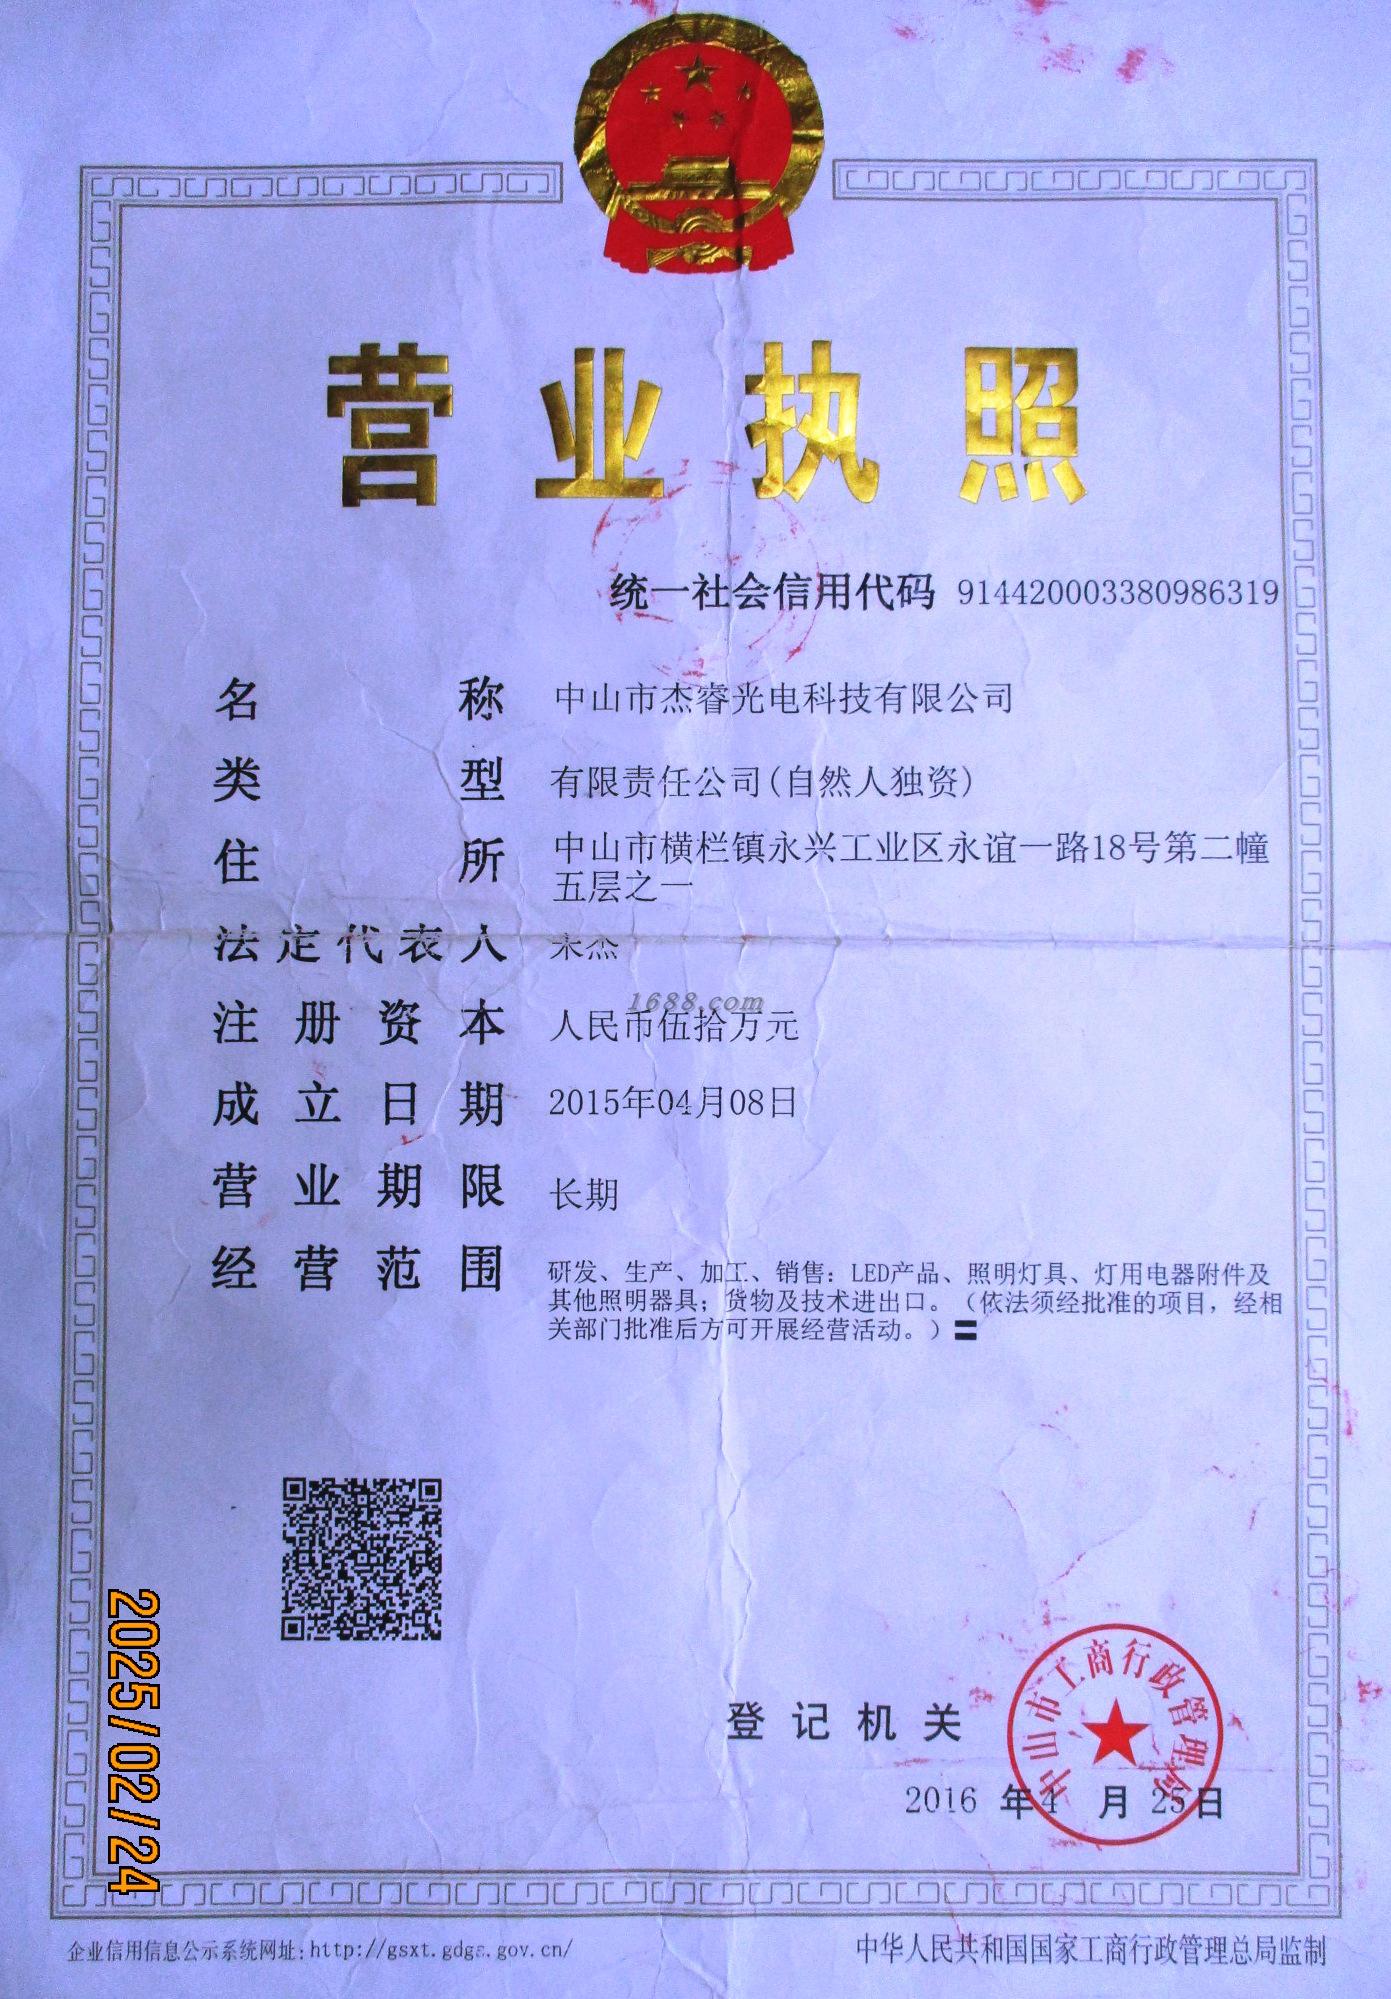 营业执照
统一社会信用代码 914420003380986319
名称 中山市杰睿光电科技有限公司
类型 有限责任公司(自然人独资)
住所 中山市横栏镇永兴工业区永谊一路18号第二幢
五层之一
法定代表人 杰
1688.com
注册资本 人民币伍拾万元
成立日期 2015年04月08日
营业期限 长期
经营范围 研发、生产、加工、销售：LED产品、照明灯具、灯用电器附件及
其他照明器具；货物及技术进出口。（依法须经批准的项目，经相
关部门批准后方可开展经营活动。）〓
登记机关
中山市工商行政管理局
2016 年 4 月 25 日
2025/02/24
企业信用信息公示系统网址：http://gsxt.gdgs.gov.cn/
中华人民共和国国家工商行政管理总局监制